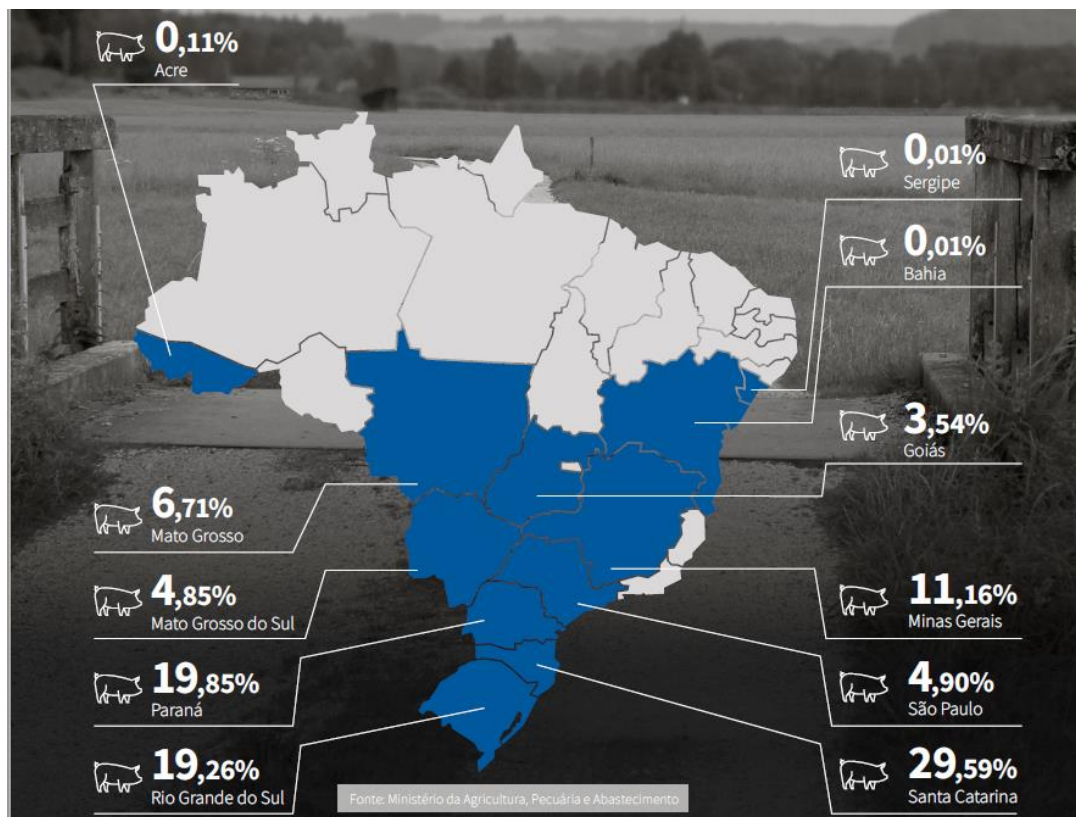 0,11%
Acre
0,01%
Sergipe
0,01%
Bahia
3,54%
Goiás
6,71%
Mato Grosso
4,85%
Mato Grosso do Sul
11,16%
Minas Gerais
19,85%
Paraná
4,90%
São Paulo
19,26%
Rio Grande do Sul
29,59%
Santa Catarina
Fonte: Ministério da Agricultura, Pecuária e Abastecimento